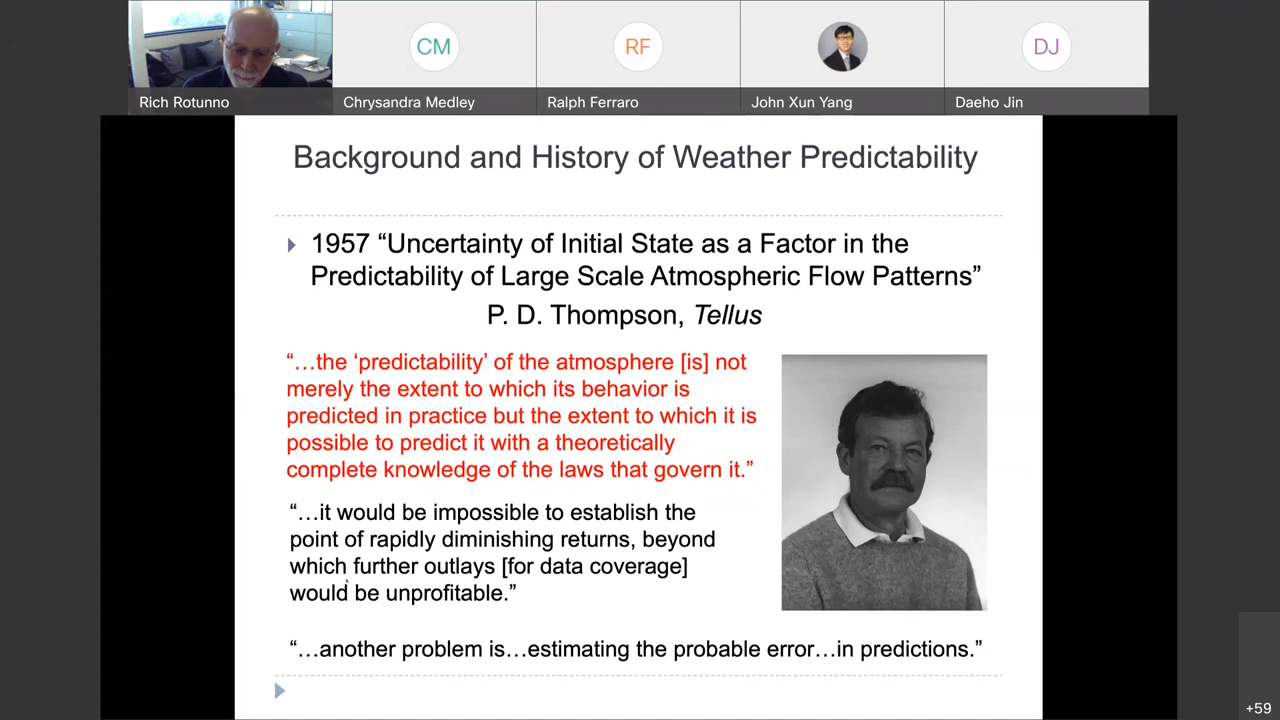 CM
RF
DJ
Rich Rotunno
Chrysandra Medley
Ralph Ferraro
John Xun Yang
Daeho Jin
Background and History of Weather Predictability
1957 “Uncertainty of Initial State as a Factor in the
Predictability of Large Scale Atmospheric Flow Patterns”
P. D. Thompson, Tellus
“…the ‘predictability’ of the atmosphere [is] not
merely the extent to which its behavior is
predicted in practice but the extent to which it is
possible to predict it with a theoretically
complete knowledge of the laws that govern it.”
“…it would be impossible to establish the
point of rapidly diminishing returns, beyond
which further outlays [for data coverage]
would be unprofitable.”
“…another problem is…estimating the probable error…in predictions.”
+59